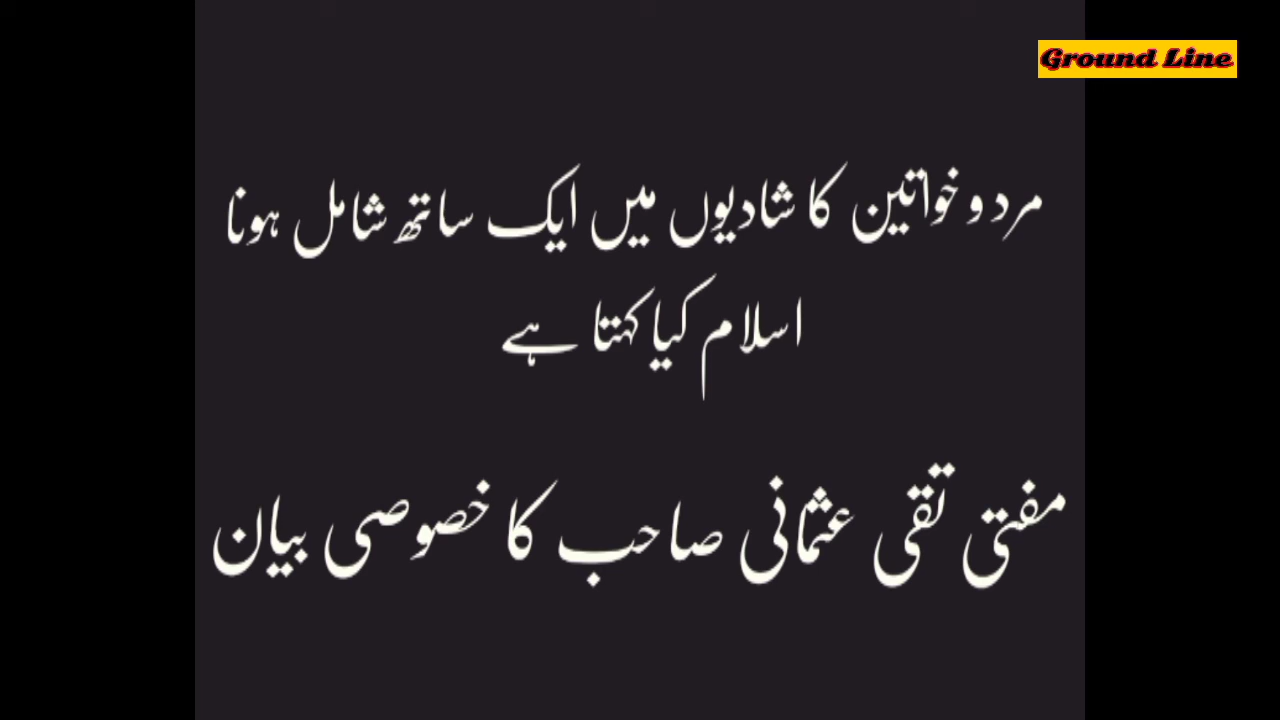 Ground Line
مرد و خواتین کا شادیوں میں ایک ساتھ شامل ہونا
اسلام کیا کہتا ہے
مفتی تقی عثمانی صاحب کا خصوصی بیان